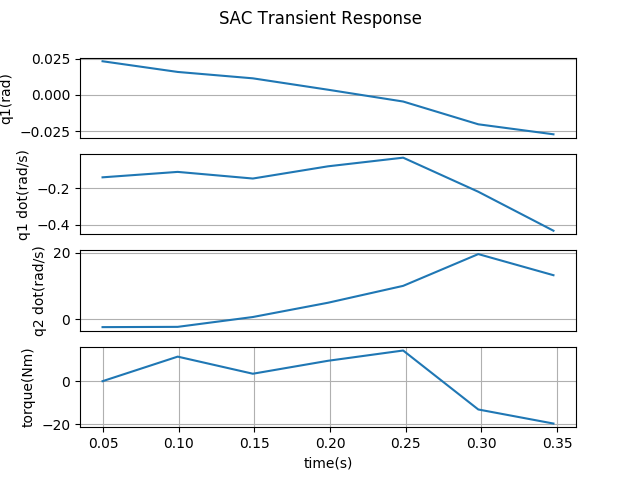 SAC Transient Response
q1(rad)
0.025
0.000
−0.025
q1 dot(rad/s)
−0.2
−0.4
q2 dot(rad/s)
20
0
torque(Nm)
0
−20
0.05 0.10 0.15 0.20 0.25 0.30 0.35
time(s)